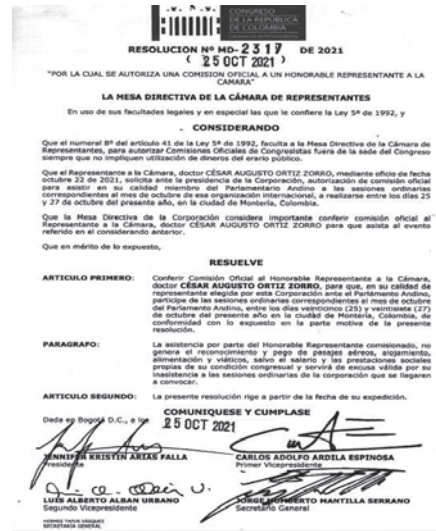 CONGRESO
DE LA REPÚBLICA
DE COLOMBIA
RESOLUCION Nº MD- 2317 DE 2021
( 25 OCT 2021 )
"POR LA CUAL SE AUTORIZA UNA COMISION OFICIAL A UN HONORABLE REPRESENTANTE A LA
CAMARA"
LA MESA DIRECTIVA DE LA CÁMARA DE REPRESENTANTES
En uso de sus facultades legales y en especial las que le confiere la Ley 5ª de 1992, y
CONSIDERANDO
Que el numeral 8º del artículo 41 de la Ley 5ª de 1992, faculta a la Mesa Directiva de la Cámara de
Representantes, para autorizar Comisiones Oficiales de Congresistas fuera de la sede del Congreso
siempre que no impliquen utilización de dineros del erario público.
Que el Representante a la Cámara, doctor CÉSAR AUGUSTO ORTIZ ZORRO, mediante oficio de fecha
octubre 22 de 2021, solicita ante la presidencia de la Corporación, autorización de comisión oficial
para asistir en su calidad miembro del Parlamentario Andino a las sesiones ordinarias
correspondientes al mes de octubre de esa organización internacional, a realizarse entre los días 25
y 27 de octubre del presente año, en la ciudad de Montería, Colombia.
Que la Mesa Directiva de la Corporación considera importante conferir comisión oficial al
Representante a la Cámara, doctor CÉSAR AUGUSTO ORTIZ ZORRO para que asista al evento
referido en el considerando anterior.
Que en mérito de lo expuesto,
RESUELVE
ARTICULO PRIMERO: Conferir Comisión Oficial al Honorable Representante a la Cámara,
doctor CÉSAR AUGUSTO ORTIZ ZORRO, para que, en su calidad de
representante elegida por esta Corporación ante el Parlamento Andino,
participe de las sesiones ordinarias correspondientes al mes de octubre
del Parlamento Andino, entre los días veinticinco (25) y veintisiete (27)
de octubre del presente año en la ciudad de Montería, Colombia, de
conformidad con lo expuesto en la parte motiva de la presente
resolución.
PARAGRAFO: La asistencia por parte del Honorable Representante comisionado, no
genera el reconocimiento y pago de pasajes aéreos, alojamiento,
alimentación y viáticos, salvo el salario y las prestaciones sociales
propias de su condición congresual y servirá de excusa válida por su
inasistencia a las sesiones ordinarias de la corporación que se llegaren
a convocar.
ARTICULO SEGUNDO: La presente resolución rige a partir de la fecha de su expedición.
COMUNIQUESE Y CUMPLASE
Dada en Bogotá D.C., a los 25 OCT 2021
JENNIFER KRISTIN ARIAS FALLA
Presidente
CARLOS ADOLFO ARDILA ESPINOSA
Primer Vicepresidente
LUIS ALBERTO ALBAN URBANO
Segundo Vicepresidente
JORGE HUMBERTO MANTILLA SERRANO
Secretario General
HERMES TAFUR VASQUEZ
SECRETARIA GENERAL